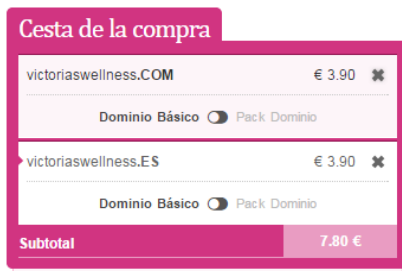 Cesta de la compra
victoriaswellness.COM € 3.90 ✖
Dominio Básico Pack Dominio
victoriaswellness.ES € 3.90 ✖
Dominio Básico Pack Dominio
Subtotal 7.80 €